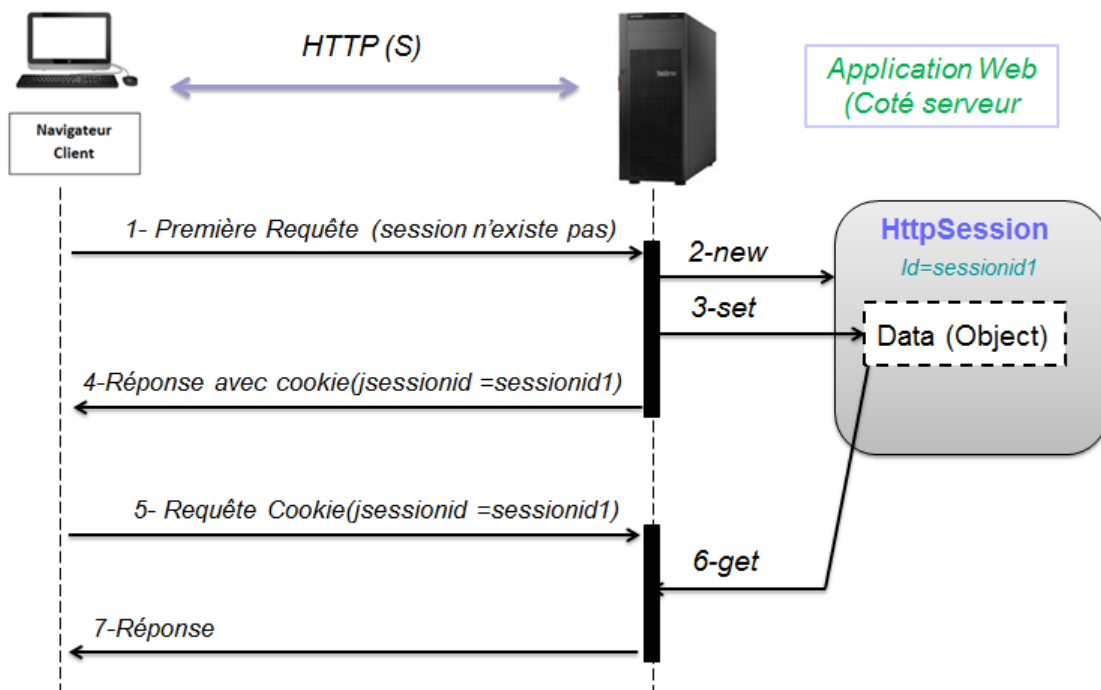 HTTP (S)
Application Web
(Coté serveur
Navigateur
Client
1- Première Requête (session n'existe pas)
HttpSession
Id=sessionid1
2-new
3-set
Data (Object)
4-Réponse avec cookie(jsessionid =sessionid1)
5- Requête Cookie(jsessionid =sessionid1)
6-get
7-Réponse